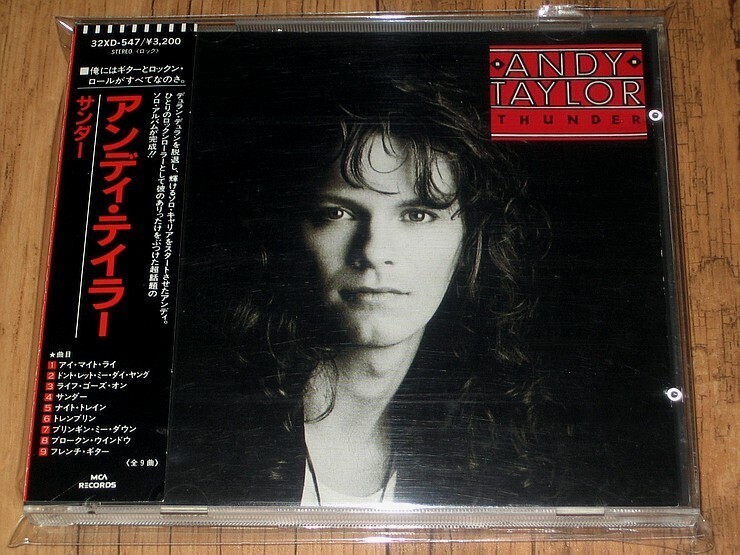 32XD-547/¥3,200
STEREO 〈ロック〉
■俺にはギターとロックン・
ロールがすべてなのさ。
アンディ・テイラー
サンダー
デュラン・デュランを脱退し、輝けるソロ・キャリアをスタートさせたアンディ。
ひとりのロックンローラーとして彼のありったけをぶつけた超話題の
ソロ・アルバムが完成!!
★曲目
1 アイ・マイト・ライ
2 ドント・レット・ミー・ダイ・ヤング
3 ライフ・ゴーズ・オン
4 サンダー
5 ナイト・トレイン
6 トレンブリン
7 ブリンギン・ミー・ダウン
8 ブロークン・ウインドウ
9 フレンチ・ギター
〈全9曲〉
MCA
RECORDS
ANDY
TAYLOR
THUNDER